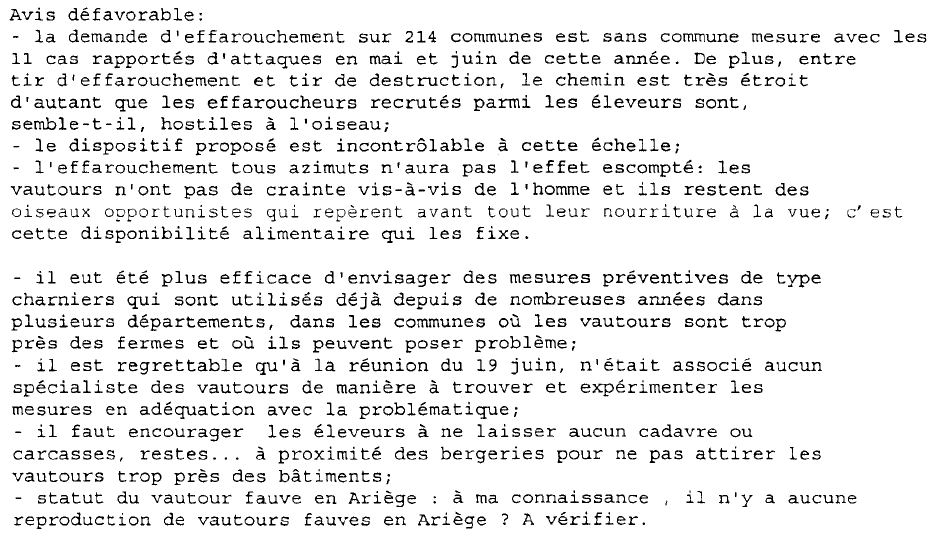 Avis défavorable:
- la demande d'effarouchement sur 214 communes est sans commune mesure avec les
11 cas rapportés d'attaques en mai et juin de cette année. De plus, entre
tir d'effarouchement et tir de destruction, le chemin est très étroit
d'autant que les effaroucheurs recrutés parmi les éleveurs sont,
semble-t-il, hostiles à l'oiseau;
- le dispositif proposé est incontrôlable à cette échelle;
- l'effarouchement tous azimuts n'aura pas l'effet escompté: les
vautours n'ont pas de crainte vis-à-vis de l'homme et ils restent des
oiseaux opportunistes qui repèrent avant tout leur nourriture à la vue; c'est
cette disponibilité alimentaire qui les fixe.

- il eut été plus efficace d'envisager des mesures préventives de type
charniers qui sont utilisés déjà depuis de nombreuses années dans
plusieurs départements, dans les communes où les vautours sont trop
près des fermes et où ils peuvent poser problème;
- il est regrettable qu'à la réunion du 19 juin, n'était associé aucun
spécialiste des vautours de manière à trouver et expérimenter les
mesures en adéquation avec la problématique;
- il faut encourager  les éleveurs à ne laisser aucun cadavre ou
carcasses, restes... à proximité des bergeries pour ne pas attirer les
vautours trop près des bâtiments;
- statut du vautour fauve en Ariège : à ma connaissance , il n'y a aucune
reproduction de vautours fauves en Ariège ? A vérifier.